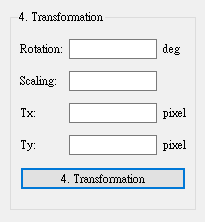 4. Transformation
Rotation: deg
Scaling:
Tx: pixel
Ty: pixel
4. Transformation